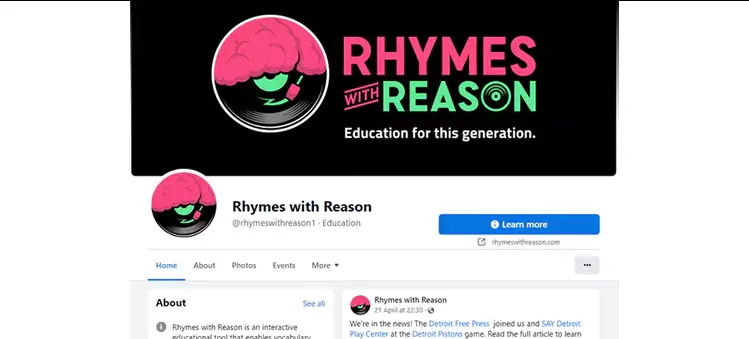 RHYMES
WITH REASON
Education for this generation.
Rhymes with Reason
@rhymeswithreason1 · Education
Learn more
rhymeswithreason.com
Home About Photos Events More
About See all
Rhymes with Reason is an interactive
educational tool that enables vocabulary
Rhymes with Reason
21 April at 22:30 ·
We're in the news! The Detroit Free Press joined us and SAY Detroit
Play Center at the Detroit Pistons game. Read the full article to learn